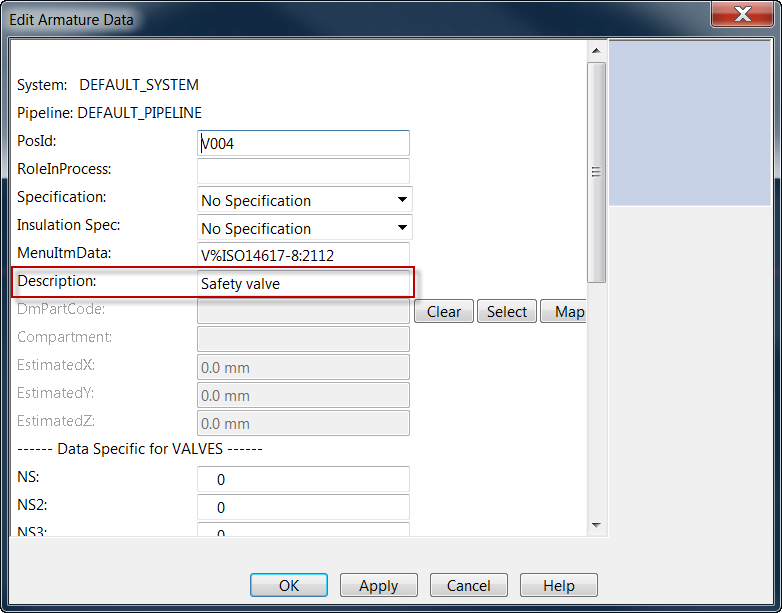 Edit Armature Data
System: DEFAULT_SYSTEM
Pipeline: DEFAULT_PIPELINE
PosId: V004
RoleInProcess:
Specification: No Specification
Insulation Spec: No Specification
MenuItmData: V%ISO14617-8:2112
Description: Safety valve
DmPartCode: Clear Select Map
Compartment:
EstimatedX: 0.0 mm
EstimatedY: 0.0 mm
EstimatedZ: 0.0 mm
------ Data Specific for VALVES ------
NS: 0
NS2: 0
NS3: 0
OK Apply Cancel Help